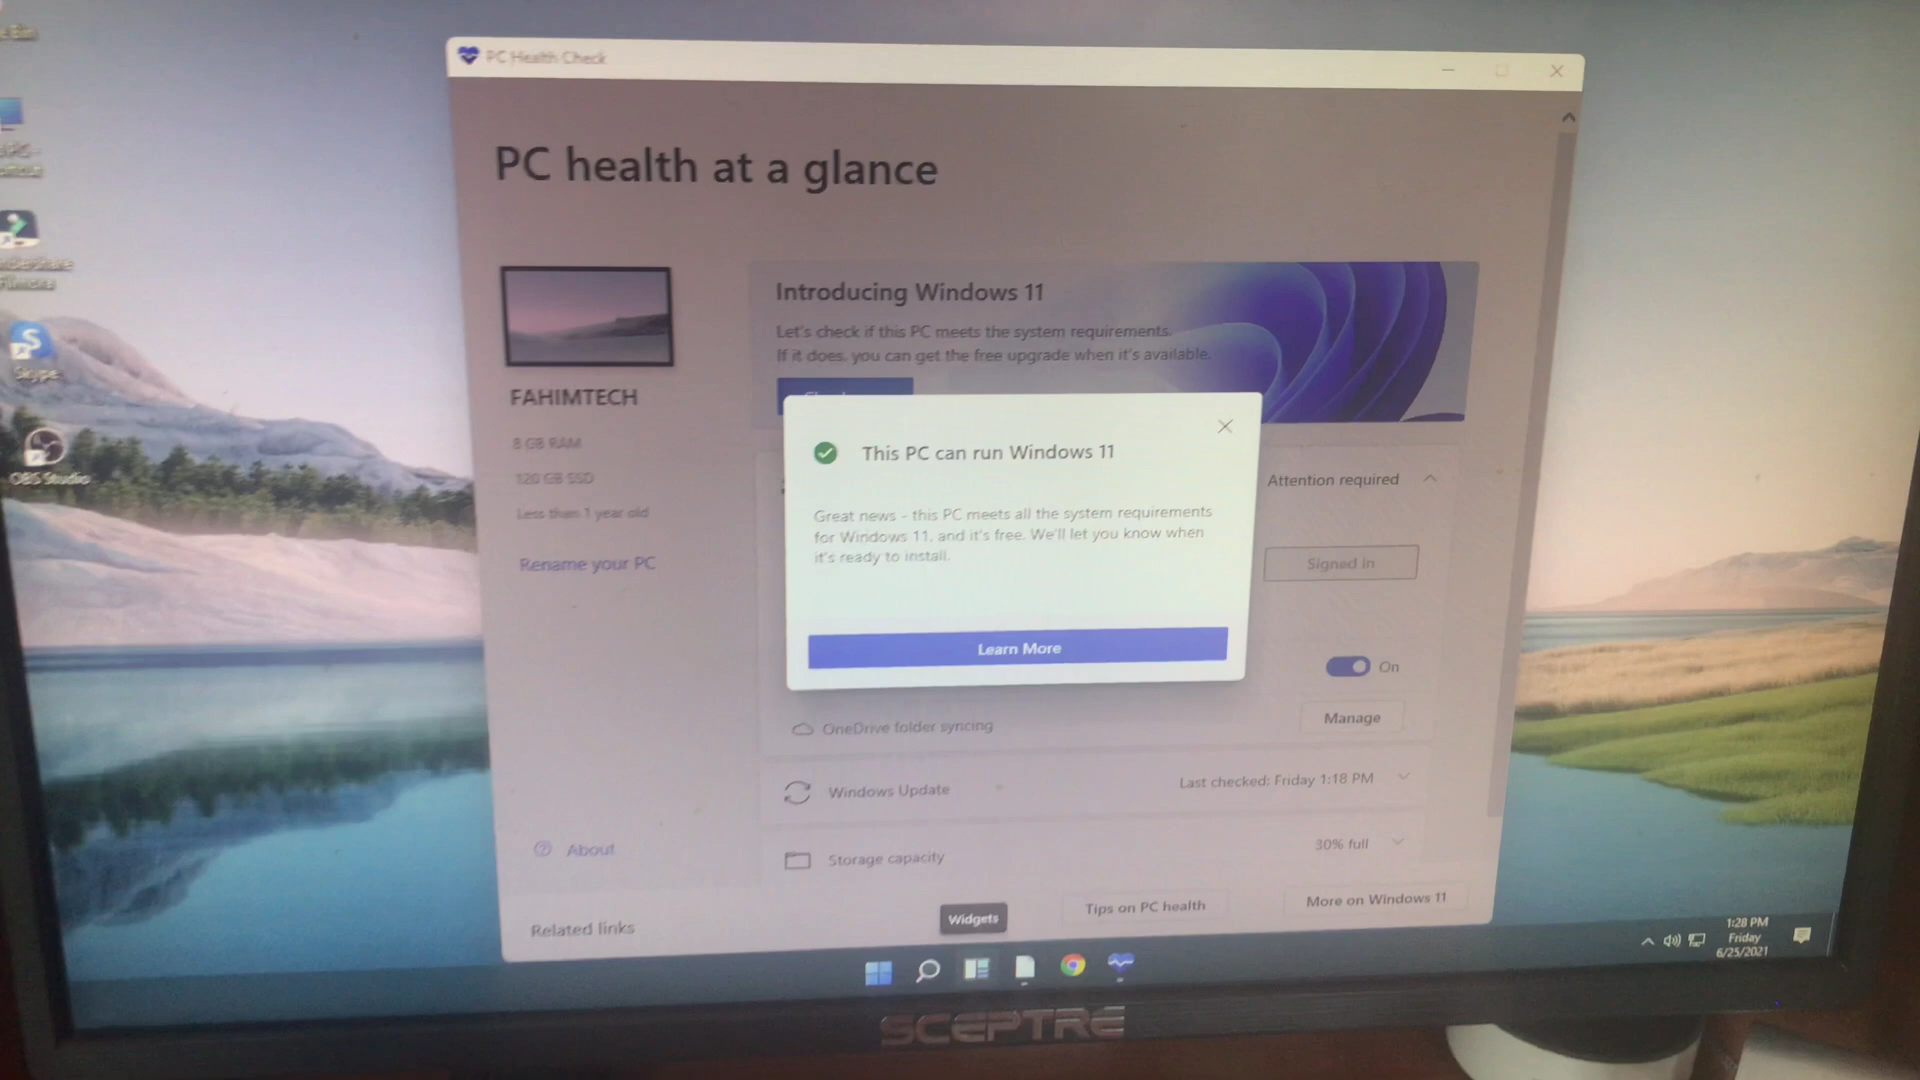 PC Health Check
PC health at a glance
FAHIMTECH
8 GB RAM
120 GB SSD
Less than 1 year old
Rename your PC
About
Related links
Introducing Windows 11
Let's check if this PC meets the system requirements.
If it does, you can get the free upgrade when it's available.
This PC can run Windows 11
Great news - this PC meets all the system requirements
for Windows 11, and it's free. We'll let you know when
it's ready to install.
Learn More
Attention required
Signed in
On
OneDrive folder syncing
Manage
Windows Update
Last checked: Friday 1:18 PM
Storage capacity
30% full
Widgets
Tips on PC health
More on Windows 11
Skype
OBS Studio
1:28 PM
Friday
6/25/2021
SCEPTRE